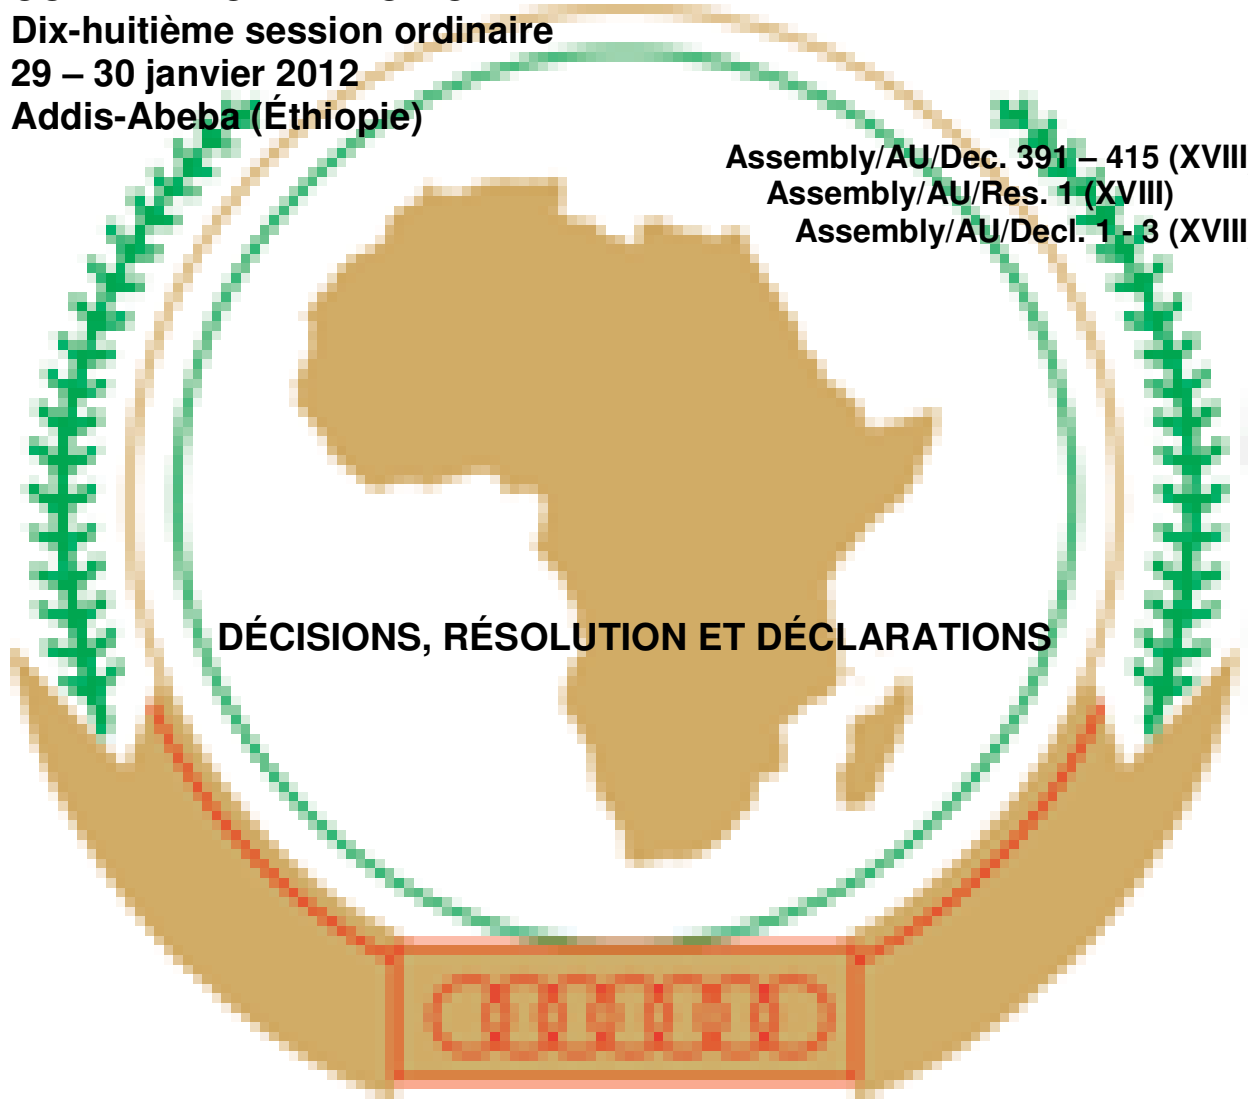 Dix-huitième session ordinaire
29 – 30 janvier 2012
Addis-Abeba (Éthiopie)
Assembly/AU/Dec. 391 – 415 (XVIII
Assembly/AU/Res. 1 (XVIII)
Assembly/AU/Decl. 1 - 3 (XVIII
DÉCISIONS, RÉSOLUTION ET DÉCLARATIONS